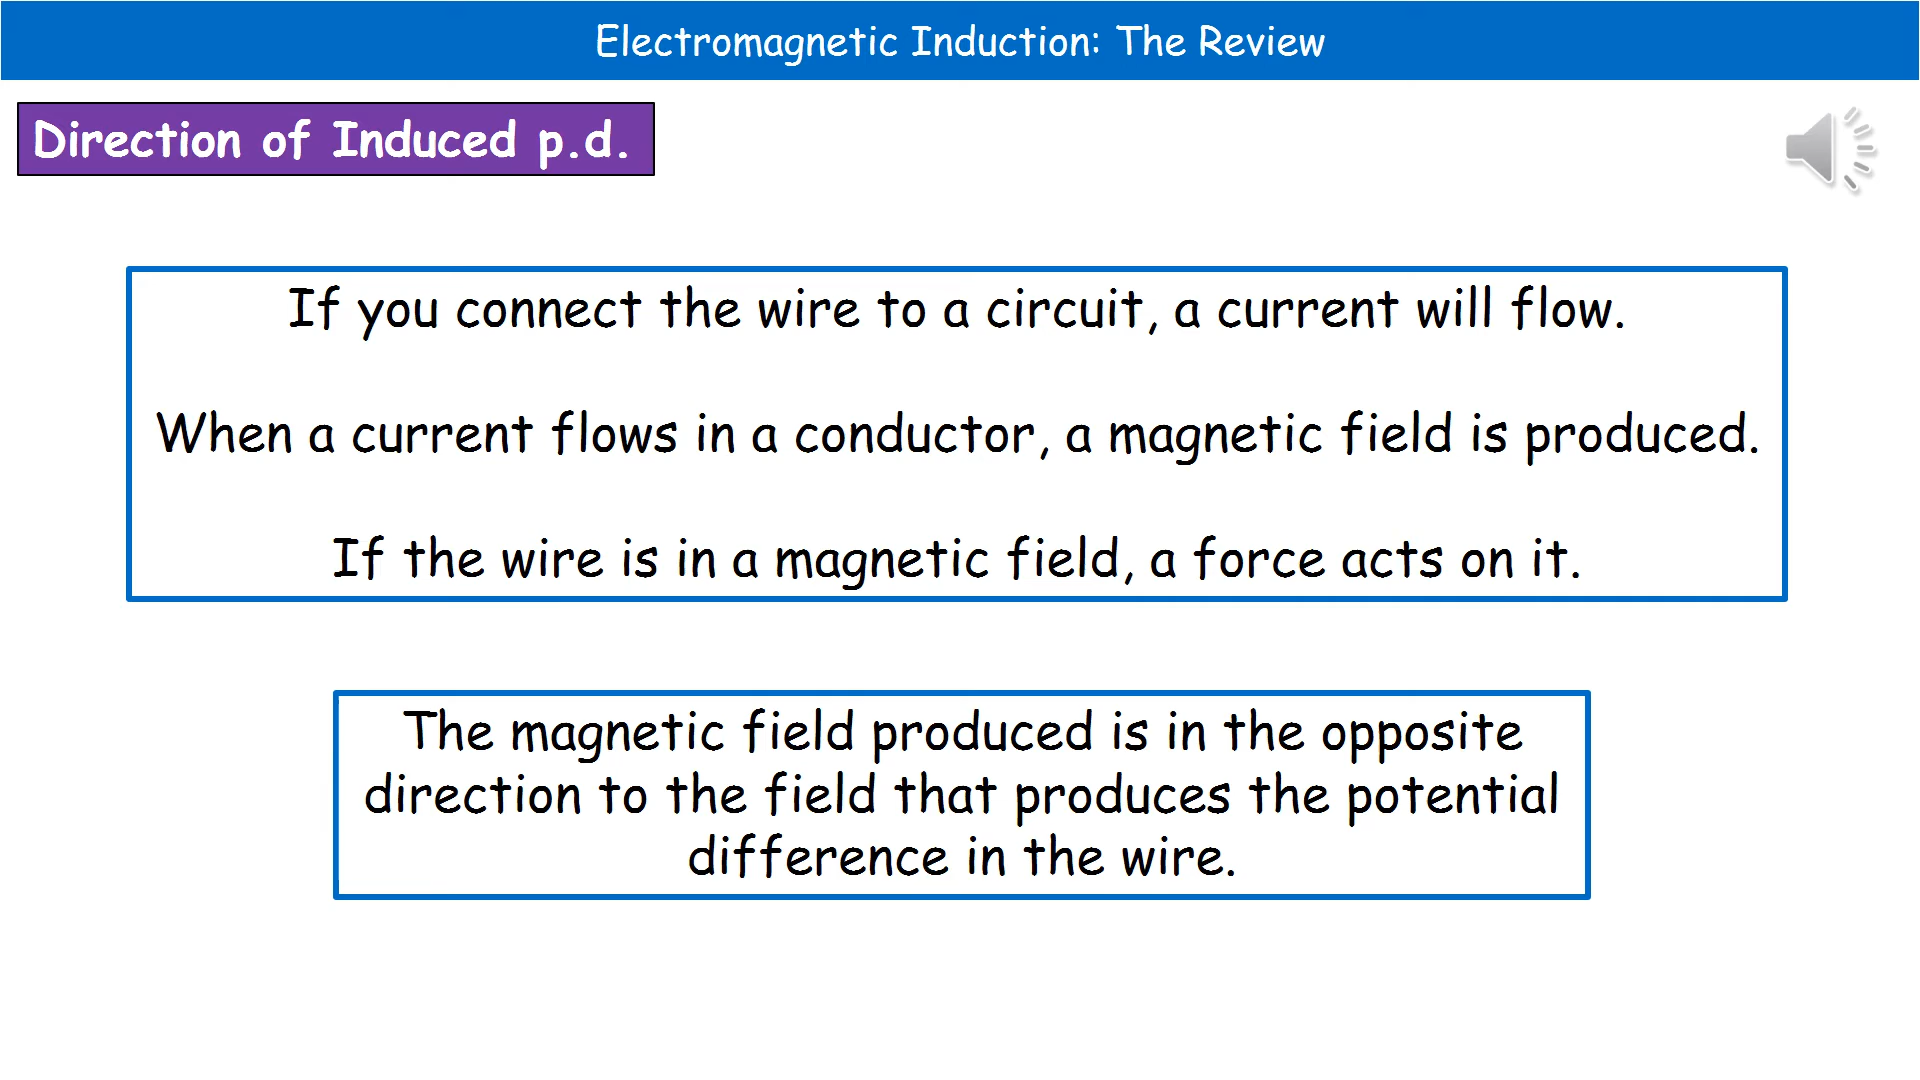 Electromagnetic Induction: The Review
Direction of Induced p.d.
If you connect the wire to a circuit, a current will flow.
When a current flows in a conductor, a magnetic field is produced.
If the wire is in a magnetic field, a force acts on it.
The magnetic field produced is in the opposite
direction to the field that produces the potential
difference in the wire.